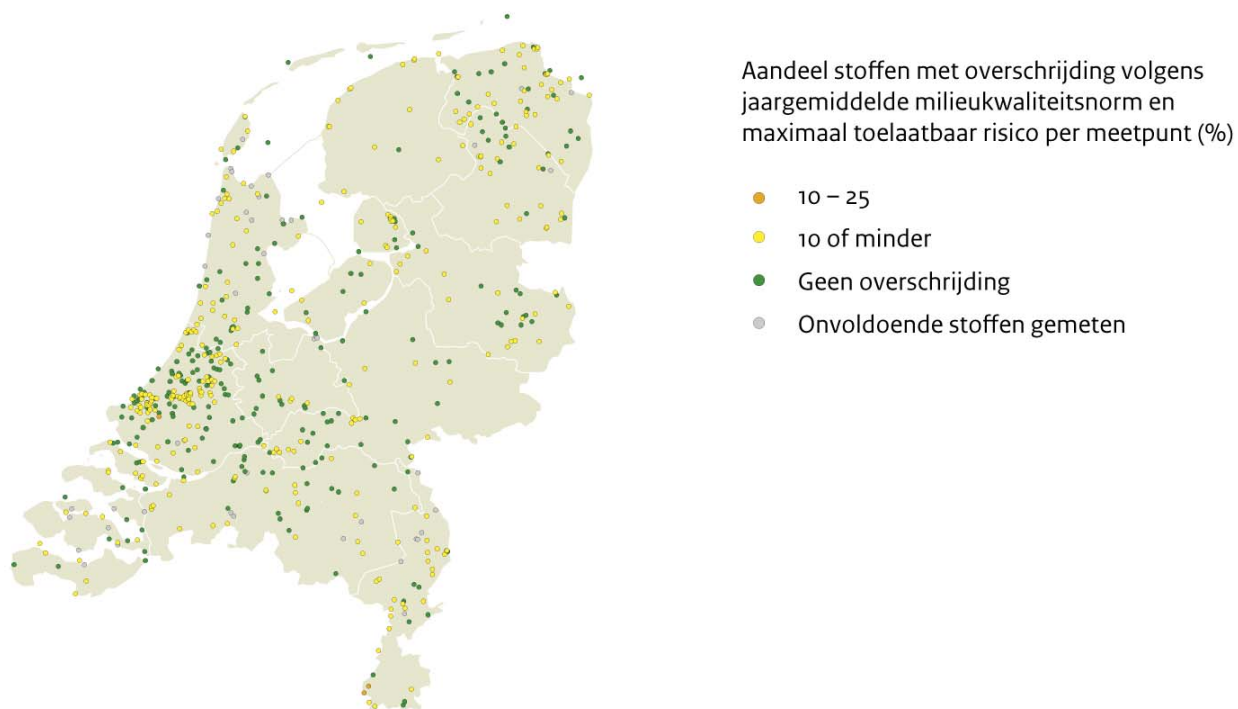 Aandeel stoffen met overschrijding volgens
jaargemiddelde milieukwaliteitsnorm en
maximaal toelaatbaar risico per meetpunt (%)
10 – 25
10 of minder
Geen overschrijding
Onvoldoende stoffen gemeten